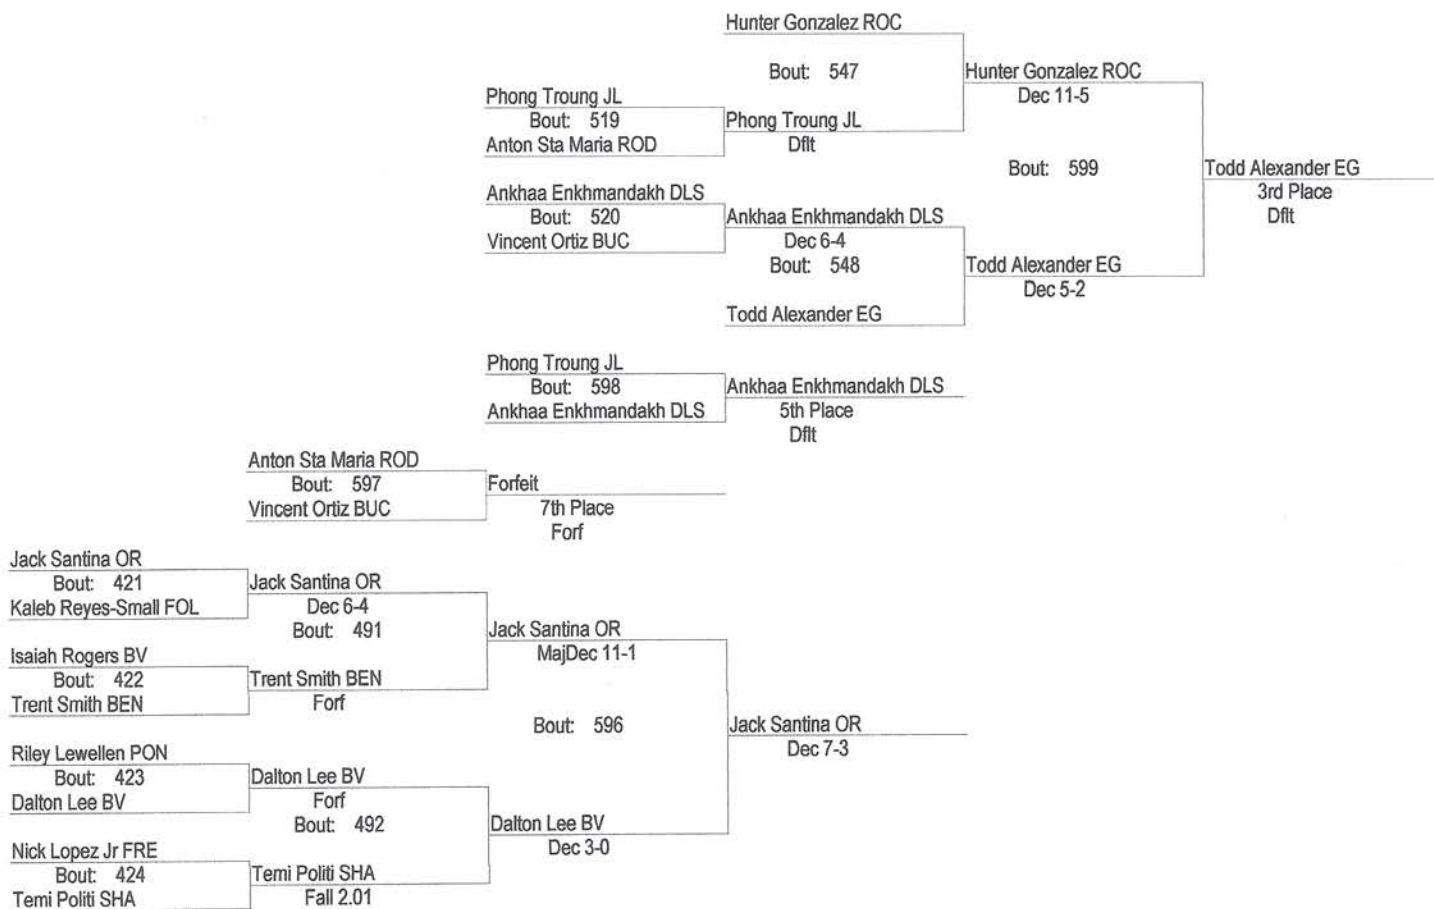 Hunter Gonzalez ROC
Bout: 547
Hunter Gonzalez ROC
Dec 11-5
Phong Troung JL
Bout: 519
Anton Sta Maria ROD
Phong Troung JL
Dflt
Bout: 599
Todd Alexander EG
3rd Place
Dflt
Ankhaa Enkhmandakh DLS
Bout: 520
Vincent Ortiz BUC
Ankhaa Enkhmandakh DLS
Dec 6-4
Bout: 548
Todd Alexander EG
Dec 5-2
Todd Alexander EG
Phong Troung JL
Bout: 598
Ankhaa Enkhmandakh DLS
Ankhaa Enkhmandakh DLS
5th Place
Dflt
Anton Sta Maria ROD
Bout: 597
Vincent Ortiz BUC
Forfeit
7th Place
Forf
Jack Santina OR
Bout: 421
Kaleb Reyes-Small FOL
Jack Santina OR
Dec 6-4
Bout: 491
Jack Santina OR
MajDec 11-1
Isaiah Rogers BV
Bout: 422
Trent Smith BEN
Trent Smith BEN
Forf
Bout: 596
Jack Santina OR
Dec 7-3
Riley Lewellen PON
Bout: 423
Dalton Lee BV
Dalton Lee BV
Forf
Bout: 492
Dalton Lee BV
Dec 3-0
Nick Lopez Jr FRE
Bout: 424
Temi Politi SHA
Temi Politi SHA
Fall 2.01